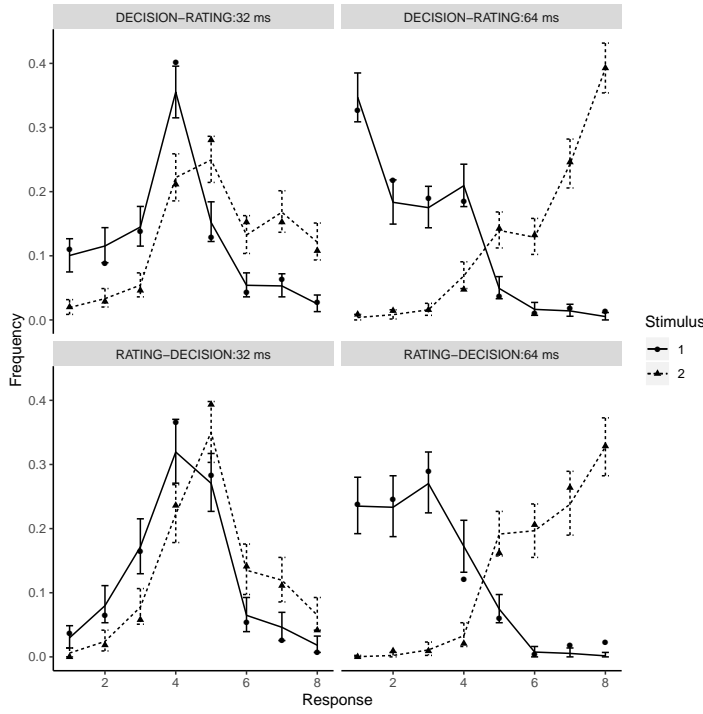 DECISION−RATING:32 ms
DECISION−RATING:64 ms
0.4
0.3
0.2
0.1
0.0
RATING−DECISION:32 ms
RATING−DECISION:64 ms
0.4
0.3
0.2
0.1
0.0
2 4 6 8
2 4 6 8
Response
Frequency
Stimulus
1
2